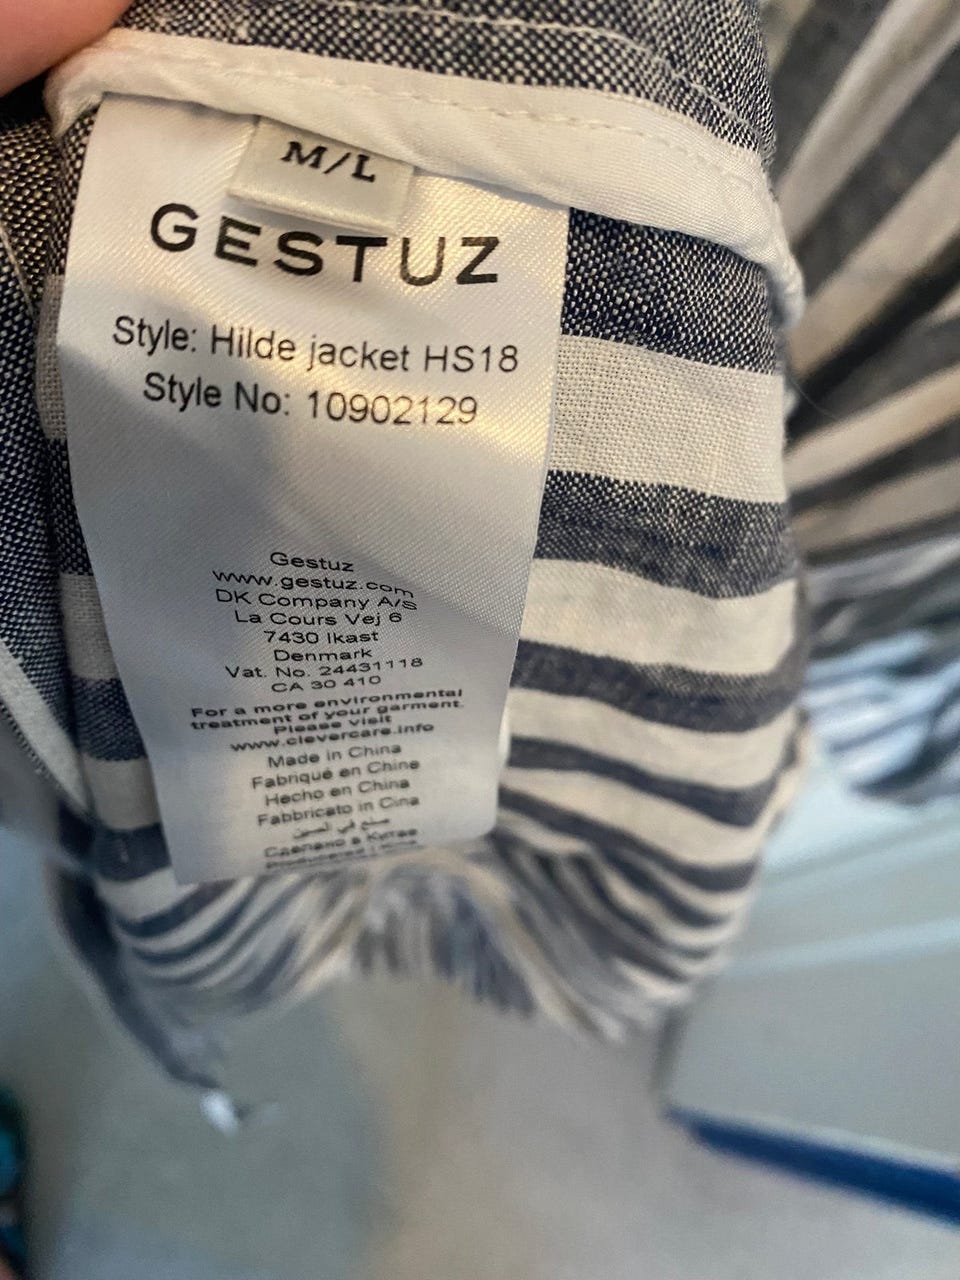 M/L
GESTUZ
Style: Hilde jacket HS18
Style No: 10902129
Gestuz
www.gestuz.com
DK Company A/s
La Cours Vej 6
7430 Ikast
Denmark
Vat. No. 24431118
CA 30 410
For a more environmental
treatment of your garment.
Please visit
www.clevercare.info
Made in China
Fabriqué en Chine
Hecho en China
Fabbricato in Cina
صنع في الصين
Сделано в Китае